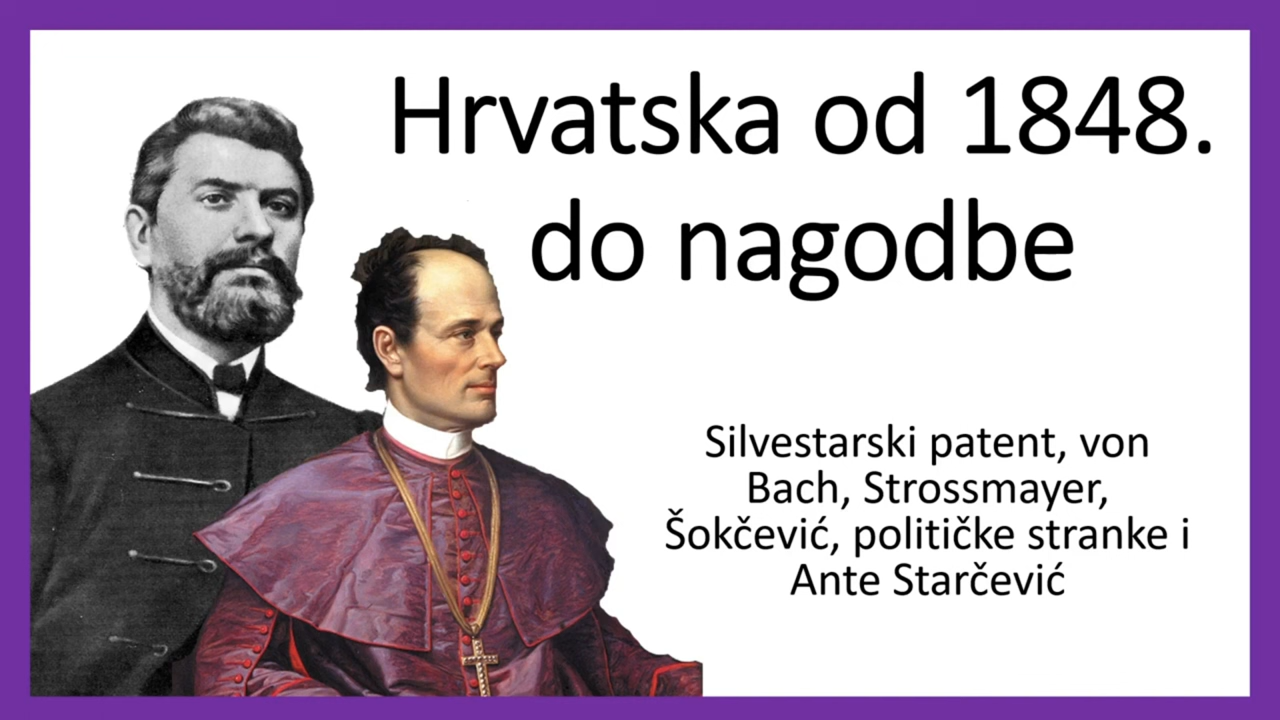 Hrvatska od 1848.
do nagodbe
Silvestarski patent, von
Bach, Strossmayer,
Šokčević, političke stranke i
Ante Starčević